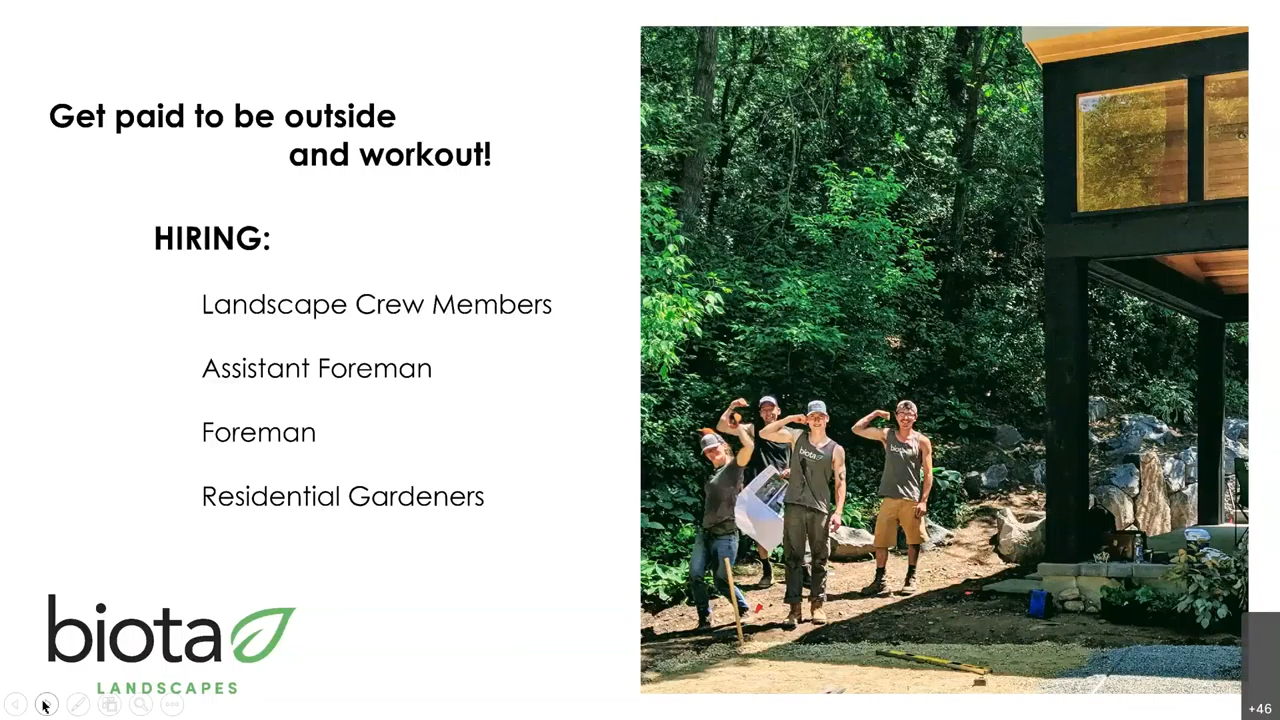 Get paid to be outside
and workout!
HIRING:
Landscape Crew Members
Assistant Foreman
Foreman
Residential Gardeners
biota
LANDSCAPES
biota
+46